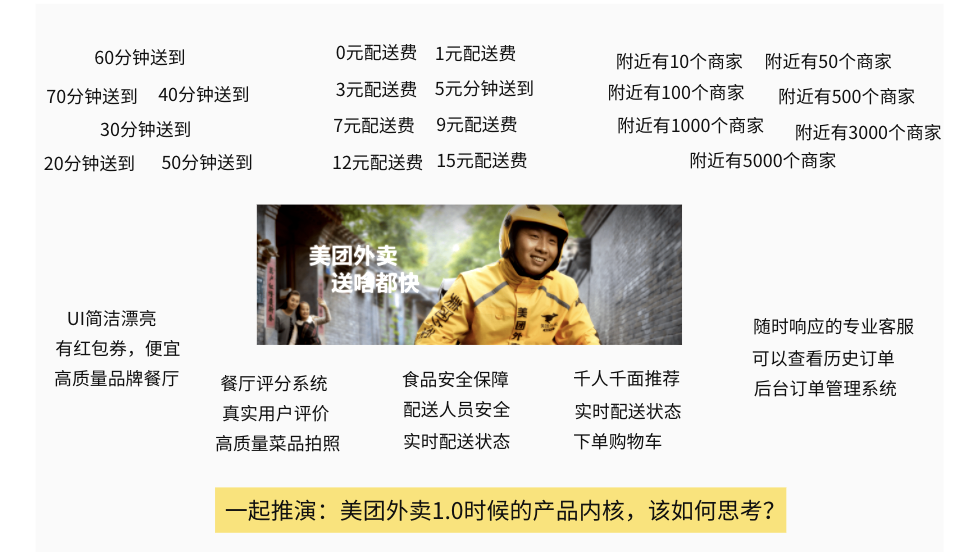 60分钟送到
70分钟送到 40分钟送到
30分钟送到
20分钟送到 50分钟送到
0元配送费 1元配送费
3元配送费 5元分钟送到
7元配送费 9元配送费
12元配送费 15元配送费
附近有10个商家 附近有50个商家
附近有100个商家 附近有500个商家
附近有1000个商家 附近有3000个商家
附近有5000个商家
美团外卖
送啥都快
美团外
UI简洁漂亮
有红包券，便宜
高质量品牌餐厅
餐厅评分系统
真实用户评价
高质量菜品拍照
食品安全保障
配送人员安全
实时配送状态
千人千面推荐
实时配送状态
下单购物车
随时响应的专业客服
可以查看历史订单
后台订单管理系统
一起推演：美团外卖1.0时候的产品内核，该如何思考？